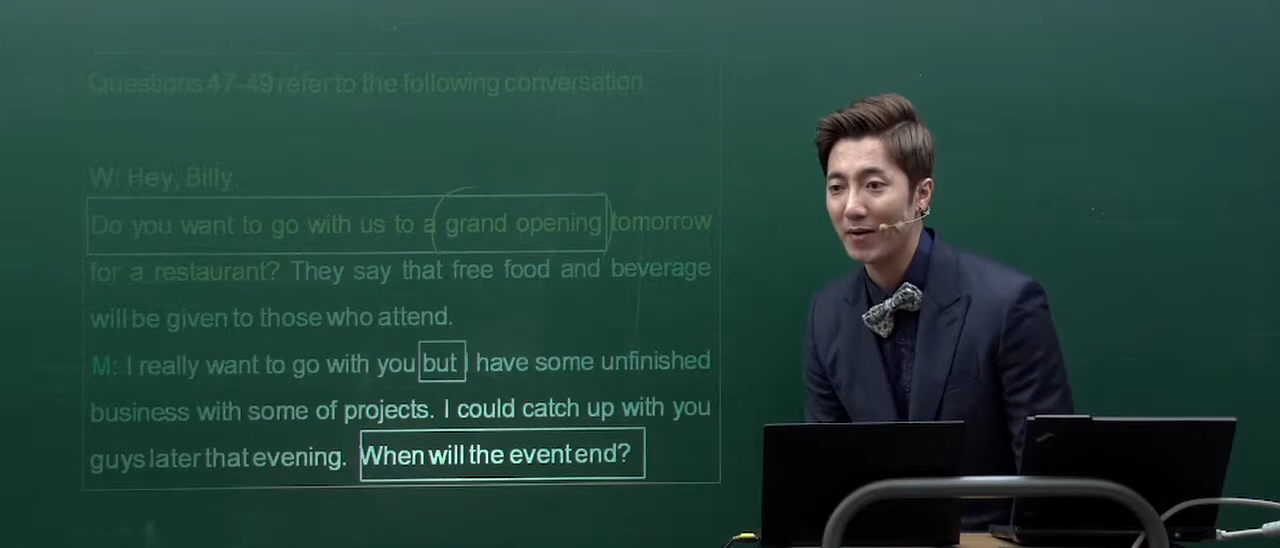 Questions 47-49 refer to the following conversation.
W: Hey, Billy.
Do you want to go with us to a grand opening tomorrow
for a restaurant? They say that free food and beverage
will be given to those who attend.
M: I really want to go with you but I have some unfinished
business with some of projects. I could catch up with you
guys later that evening. When will the event end?